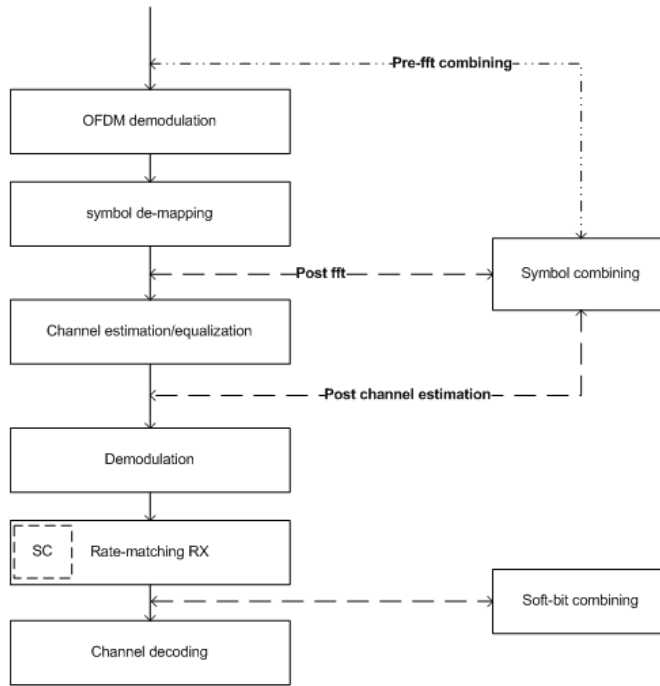 Pre-fft combining
OFDM demodulation
symbol de-mapping
Post fft
Symbol combining
Channel estimation/equalization
Post channel estimation
Demodulation
SC
Rate-matching RX
Soft-bit combining
Channel decoding